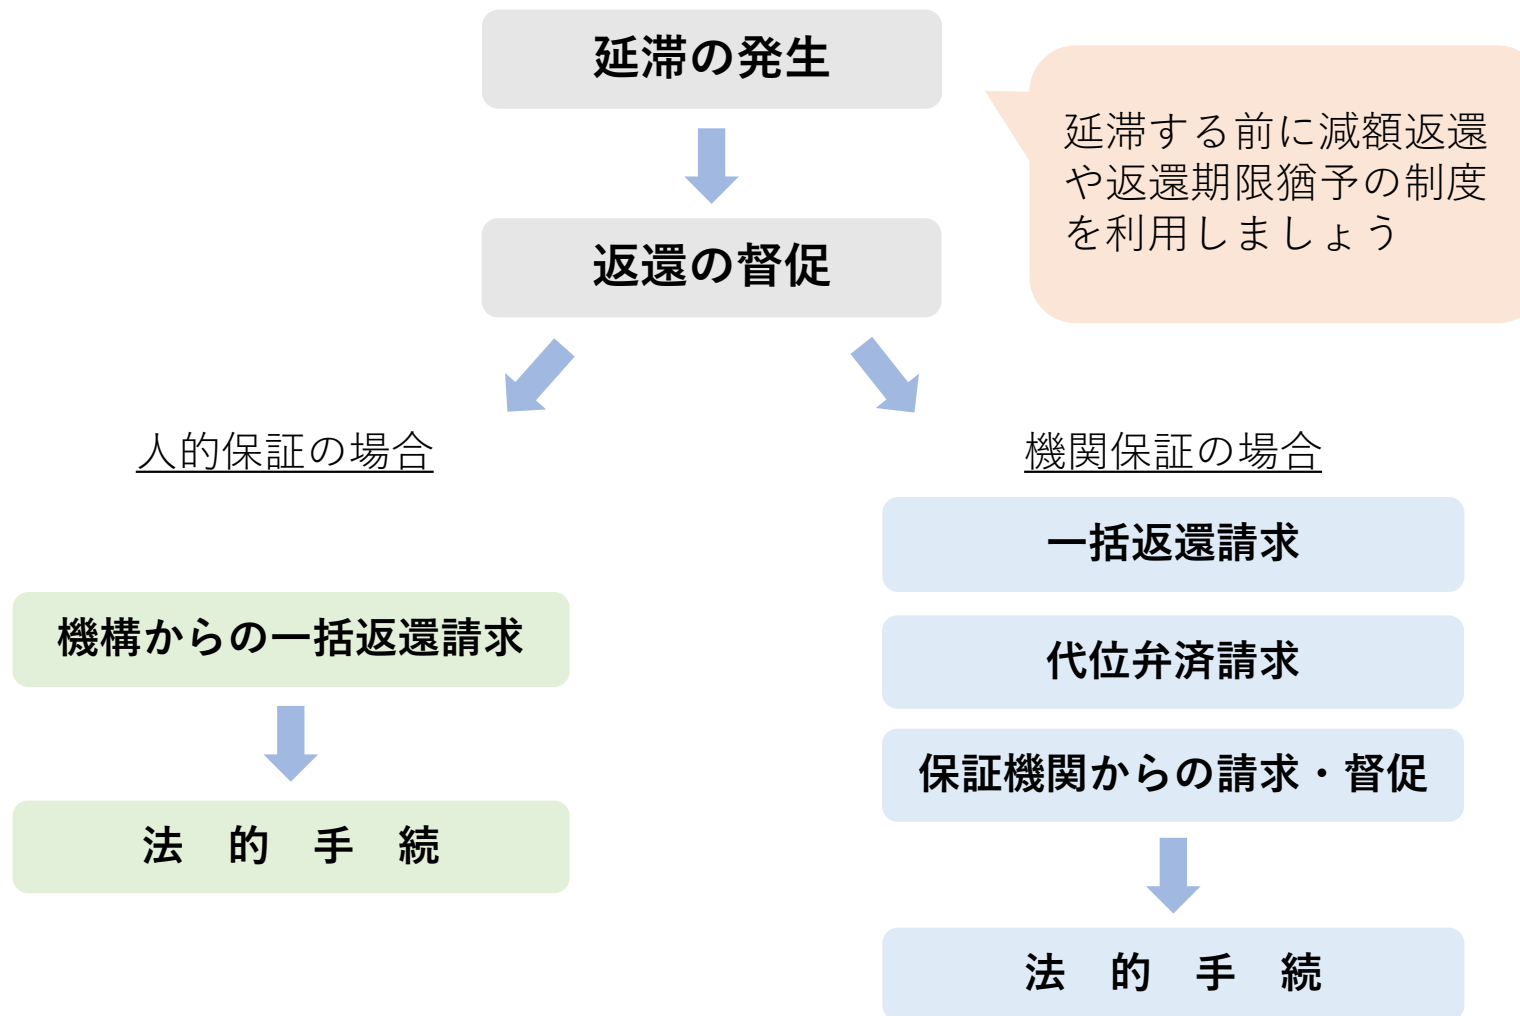 延滞の発生
延滞する前に減額返還
や返還期限猶予の制度
を利用しましょう
返還の督促
人的保証の場合
機構からの一括返還請求
法　的　手　続
機関保証の場合
一括返還請求
代位弁済請求
保証機関からの請求・督促
法　的　手　続